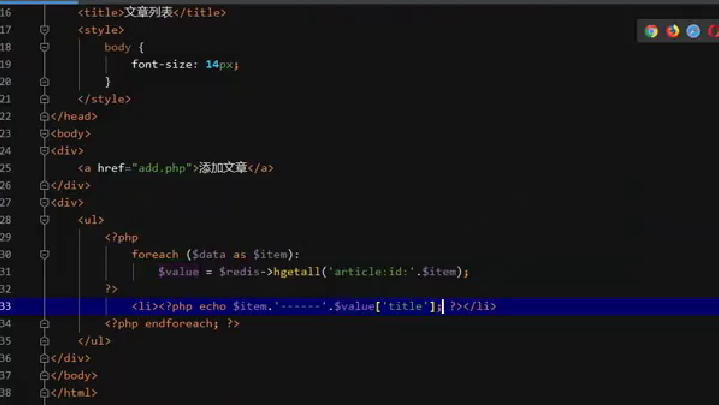 16 <title>文章列表</title>
17 <style>
18 body {
19 font-size: 14px;
20 }
21 </style>
22 </head>
23 <body>
24 <div>
25 <a href="add.php">添加文章</a>
26 </div>
27 <div>
28 <ul>
29 <?php
30 foreach ($data as $item):
31 $value = $redis->hgetall('article:id:'.$item);
32 ?>
33 <li><?php echo $item.'------'.$value['title']; ?></li>
34 <?php endforeach; ?>
35 </ul>
36 </div>
37 </body>
38 </html>